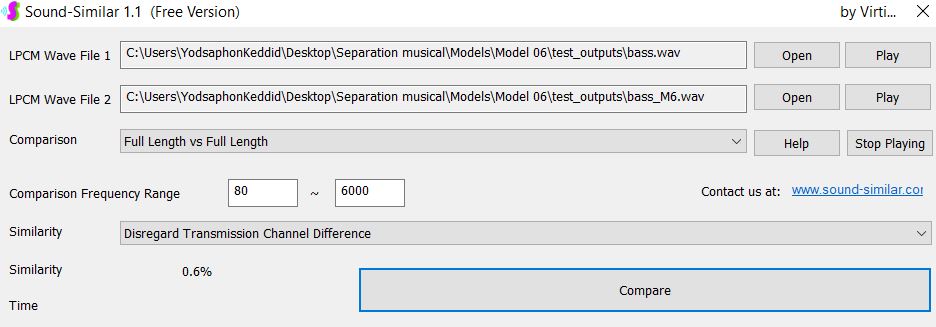 Sound-Similar 1.1 (Free Version) by Virti...
LPCM Wave File 1 C:\Users\YodsaphonKeddid\Desktop\Separation musical\Models\Model 06\test_outputs\bass.wav Open Play
LPCM Wave File 2 C:\Users\YodsaphonKeddid\Desktop\Separation musical\Models\Model 06\test_outputs\bass_M6.wav Open Play
Comparison Full Length vs Full Length Help Stop Playing
Comparison Frequency Range 80 ~ 6000 Contact us at: www.sound-similar.cor
Similarity Disregard Transmission Channel Difference
Similarity 0.6% Compare
Time